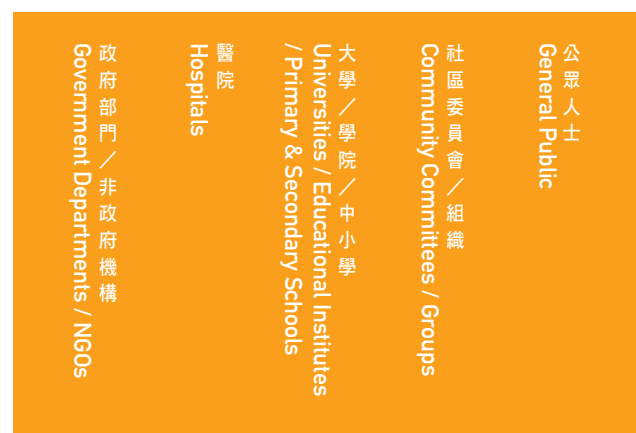 公眾人士
General Public
社區委員會／組織
Community Committees / Groups
大學／學院／中小學
Universities / Educational Institutes
/ Primary & Secondary Schools
醫院
Hospitals
政府部門／非政府機構
Government Departments / NGOs